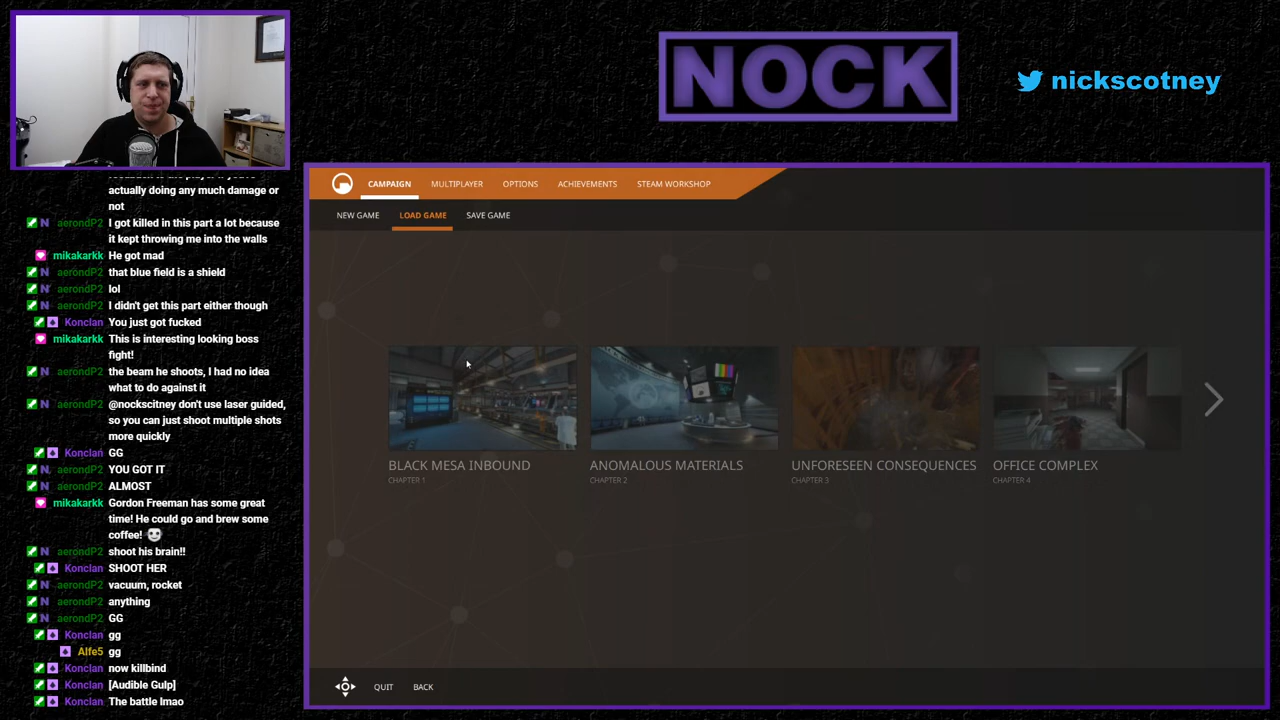 NOCK
nickscotney
actually doing any much damage or
not
aerondP2 I got killed in this part a lot because
it kept throwing me into the walls
mikakarkk He got mad
aerondP2 that blue field is a shield
aerondP2 lol
aerondP2 I didn't get this part either though
Konclan You just got fucked
mikakarkk This is interesting looking boss
fight!
aerondP2 the beam he shoots, I had no idea
what to do against it
aerondP2 @nockscitney don't use laser guided,
so you can just shoot multiple shots
more quickly
Konclan GG
aerondP2 YOU GOT IT
aerondP2 ALMOST
mikakarkk Gordon Freeman has some great
time! He could go and brew some
coffee!
aerondP2 shoot his brain!!
Konclan SHOOT HER
aerondP2 vacuum, rocket
aerondP2 anything
aerondP2 GG
Konclan gg
Alfe5 gg
Konclan now killbind
Konclan [Audible Gulp]
Konclan The battle lmao
CAMPAIGN MULTIPLAYER OPTIONS ACHIEVEMENTS STEAM WORKSHOP
NEW GAME LOAD GAME SAVE GAME
BLACK MESA INBOUND
CHAPTER 1
ANOMALOUS MATERIALS
CHAPTER 2
UNFORESEEN CONSEQUENCES
CHAPTER 3
OFFICE COMPLEX
CHAPTER 4
QUIT BACK